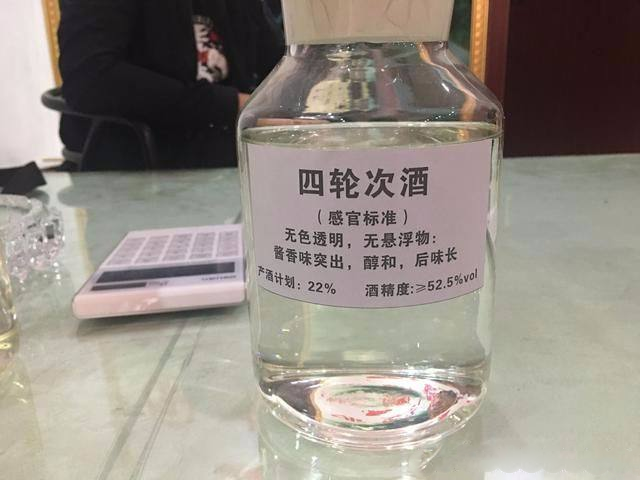 四轮次酒
（感官标准）
无色透明，无悬浮物：
酱香味突出，醇和，后味长
产酒计划：22% 酒精度:≥52.5%vol